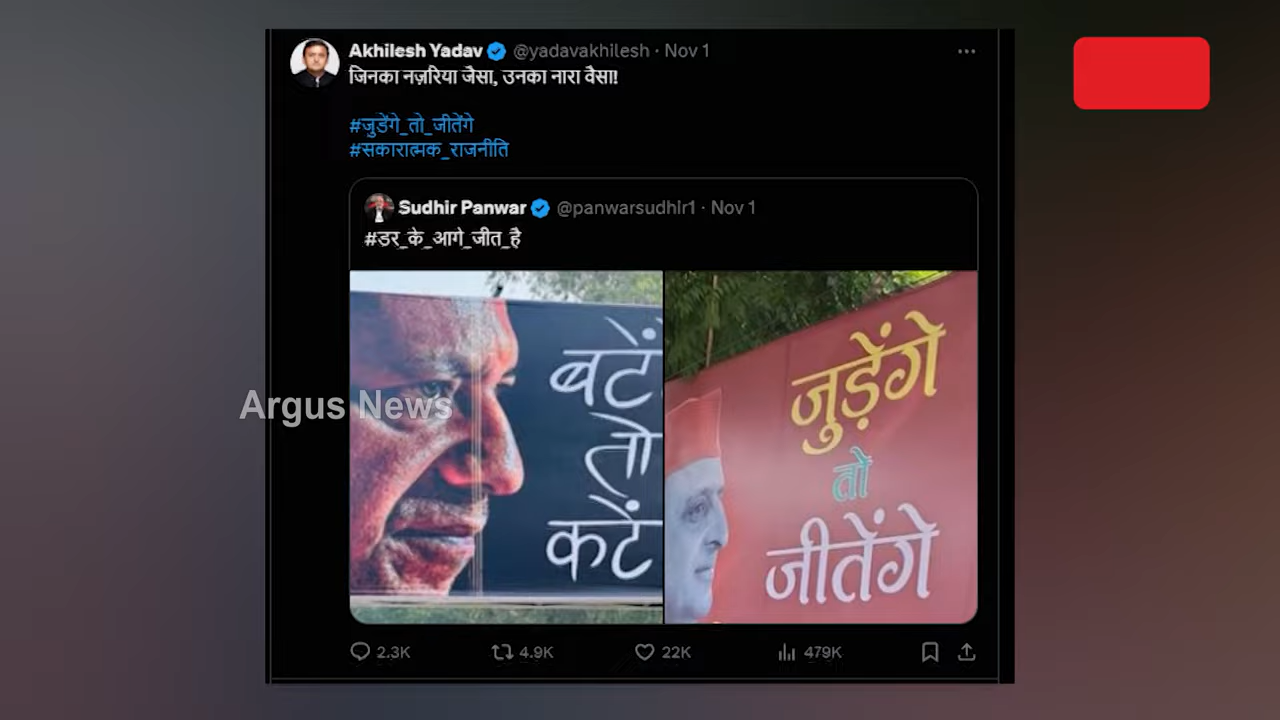 Akhilesh Yadav @yadavakhilesh · Nov 1
जिनका नज़रिया जैसा, उनका नारा वैसा!
#जुडेंगे_तो_जीतेंगे
#सकारात्मक_राजनीति
Sudhir Panwar @panwarsudhir1 · Nov 1
#डर_के_आगे_जीत_है
बटें
तो
कटें
जुड़ेंगे
तो
जीतेंगे
Argus News
2.3K 4.9K 22K 479K